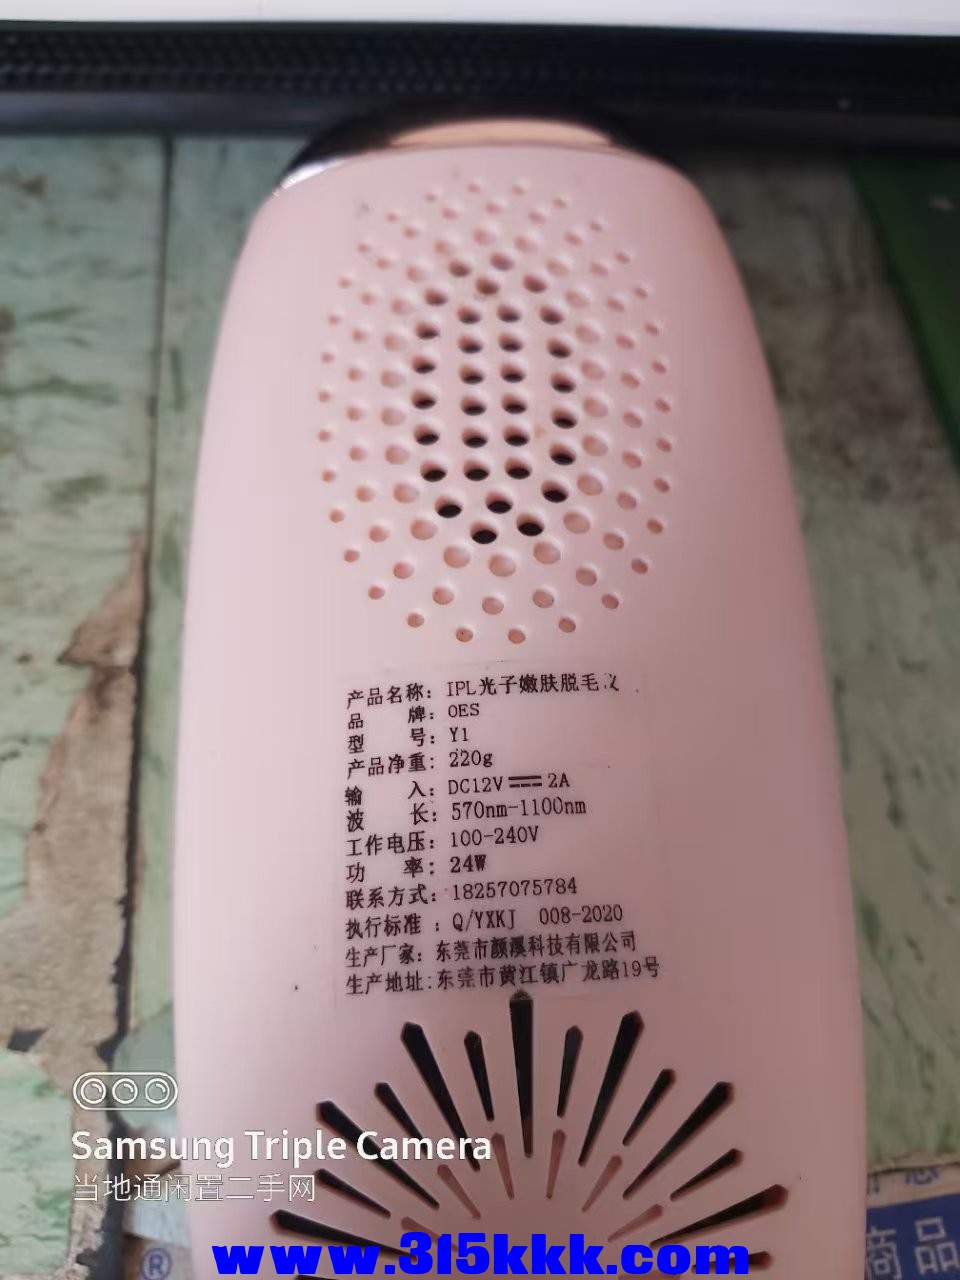 产品名称：IPL光子嫩肤脱毛仪
品 牌：OES
型 号：Y1
产品净重：220g
输 入：DC12V⎓2A
波 长：570nm-1100nm
工作电压：100-240V
功 率：24W
联系方式：18257075784
执行标准：Q/YXKJ 008-2020
生产厂家：东莞市颜溪科技有限公司
生产地址:东莞市黄江镇广龙路19号
Samsung Triple Camera
当地通闲置二手网
www.315kkk.com
®
商品